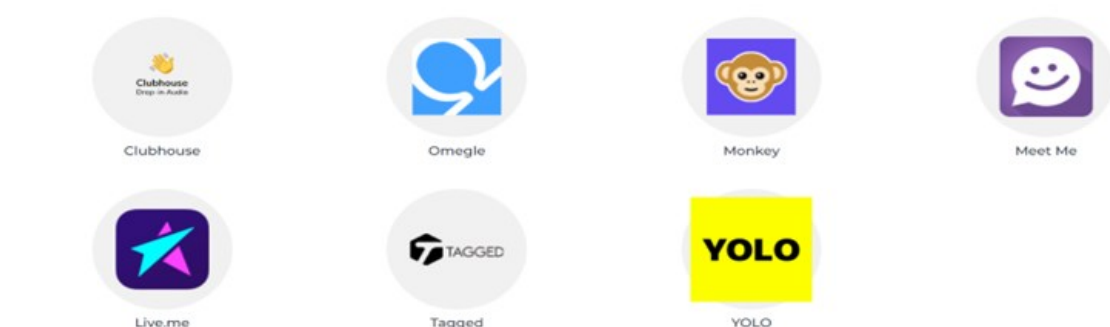 Clubhouse
Drop-in Audio
Clubhouse
Omegle
Monkey
Meet Me
TAGGED
YOLO
Live.me
Tagged
YOLO